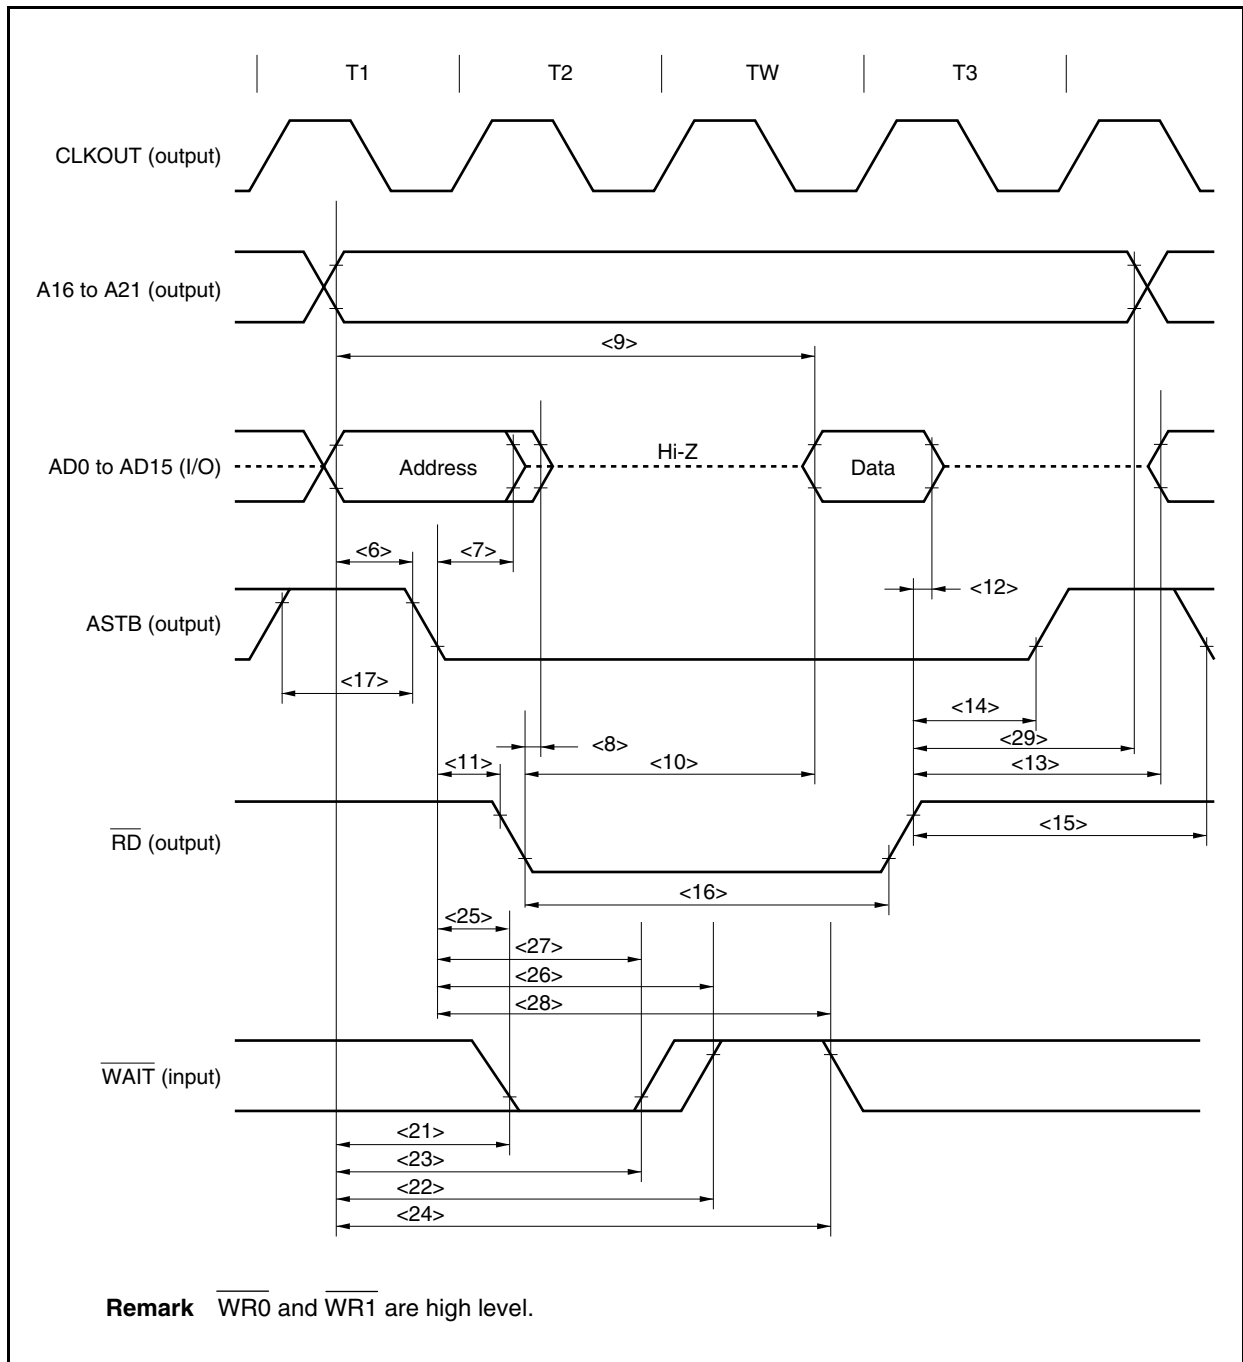 T1 T2 TW T3
CLKOUT (output)
A16 to A21 (output)
<9>
AD0 to AD15 (I/O)
Address
Hi-Z
Data
<6>
<7>
<12>
ASTB (output)
<17>
<14>
<29>
<8>
<13>
<11>
<10>
<15>
RD (output)
<16>
<25>
<27>
<26>
<28>
WAIT (input)
<21>
<23>
<22>
<24>
Remark WR0 and WR1 are high level.